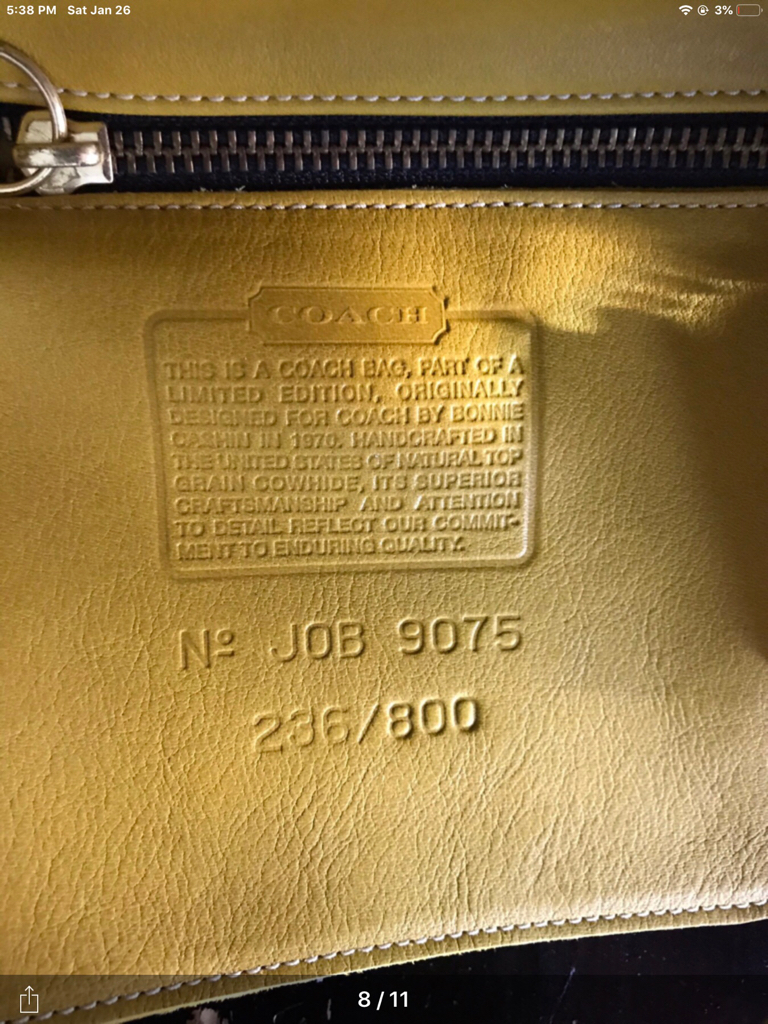 5:38 PM Sat Jan 26
3%
COACH
THIS IS A COACH BAG, PART OF A
LIMITED EDITION, ORIGINALLY
DESIGNED FOR COACH BY BONNIE
CASHIN IN 1970. HANDCRAFTED IN
THE UNITED STATES OF NATURAL TOP
GRAIN COWHIDE, ITS SUPERIOR
CRAFTSMANSHIP AND ATTENTION
TO DETAIL REFLECT OUR COMMIT-
MENT TO ENDURING QUALITY.
Nº JOB 9075
236/800
8 / 11